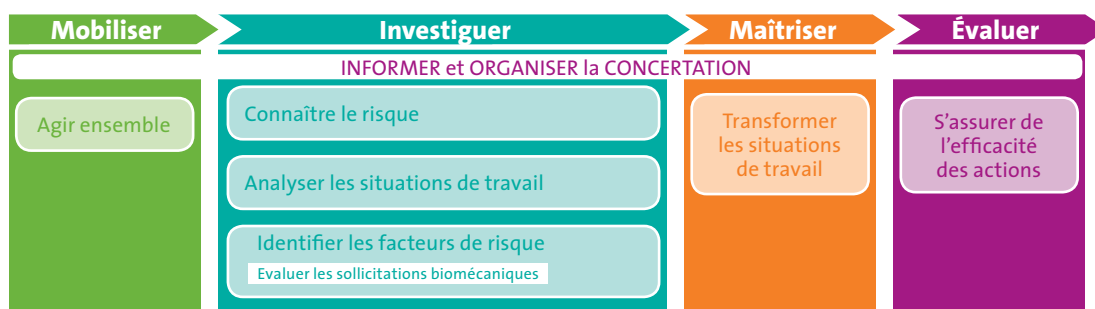 Mobiliser
Investiguer
Maîtriser
Évaluer
INFORMER et ORGANISER la CONCERTATION
Agir ensemble
Connaître le risque
Analyser les situations de travail
Identifier les facteurs de risque
Evaluer les sollicitations biomécaniques
Transformer
les situations
de travail
S’assurer de
l’efficacité
des actions